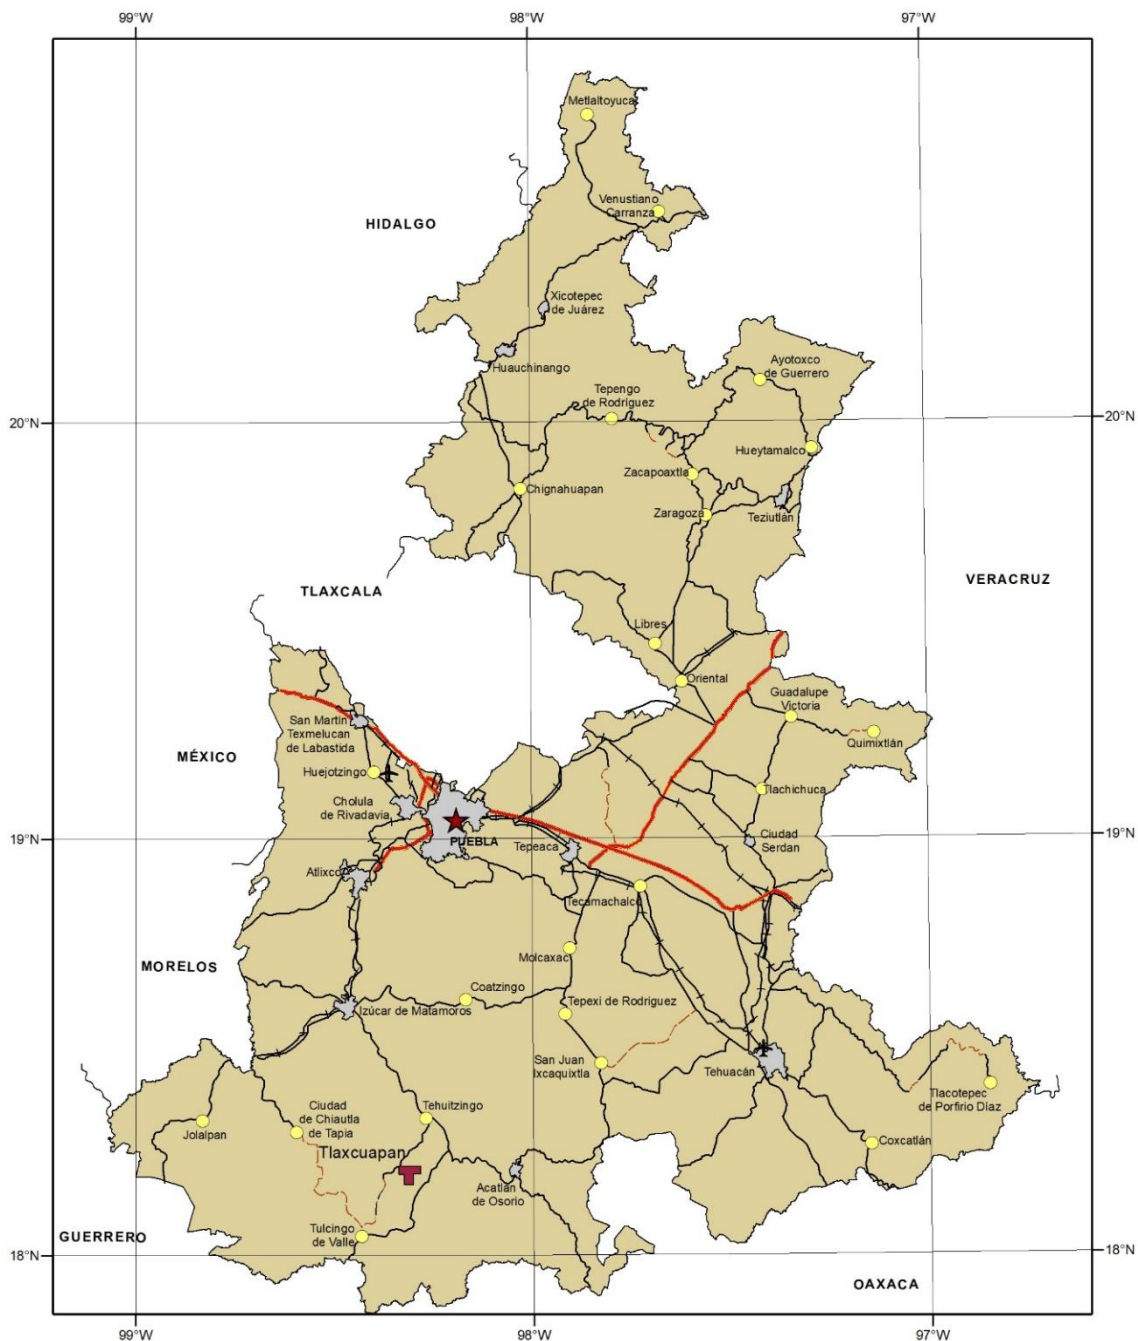 99°W
98°W
97°W
Metlaltoyuca
Venustiano
Carranza
HIDALGO
Xicotepec
de Juárez
Huauchinango
Ayotoxco
de Guerrero
Tepengo
de Rodríguez
20°N
20°N
Hueytamalco
Zacapoaxtla
Chignahuapan
Zaragoza
Teziutlán
VERACRUZ
TLAXCALA
Libres
Oriental
Guadalupe
Victoria
San Martin
Texmelucan
de Labastida
Quimixtlán
MÉXICO
Huejotzingo
Tlachichuca
Cholula
de Rivadavia
19°N
19°N
PUEBLA
Tepeaca
Ciudad
Serdan
Atlixco
Tecamachalco
Molcaxac
MORELOS
Coatzingo
Tepexi de Rodriguez
Izúcar de Matamoros
San Juan
Ixcaquixtla
Tehuacán
Tlacotepec
de Porfirio Díaz
Ciudad
de Chiautla
de Tapia
Tehuitzingo
Jolalpan
Coxcatlán
Tlaxcuapan
Acatlán
de Osorio
Tulcingo
de Valle
GUERRERO
18°N
18°N
OAXACA
99°W
98°W
97°W